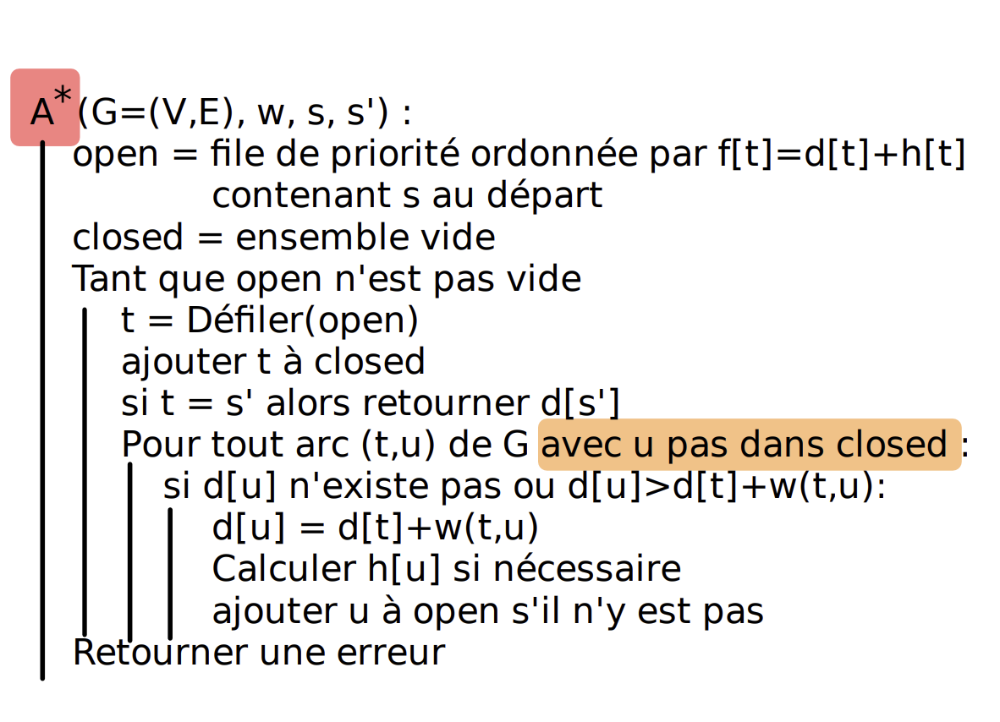 A*(G=(V,E), w, s, s') :
open = file de priorité ordonnée par f[t]=d[t]+h[t]
contenant s au départ
closed = ensemble vide
Tant que open n'est pas vide
t = Défiler(open)
ajouter t à closed
si t = s' alors retourner d[s']
Pour tout arc (t,u) de G avec u pas dans closed :
si d[u] n'existe pas ou d[u]>d[t]+w(t,u):
d[u] = d[t]+w(t,u)
Calculer h[u] si nécessaire
ajouter u à open s'il n'y est pas
Retourner une erreur